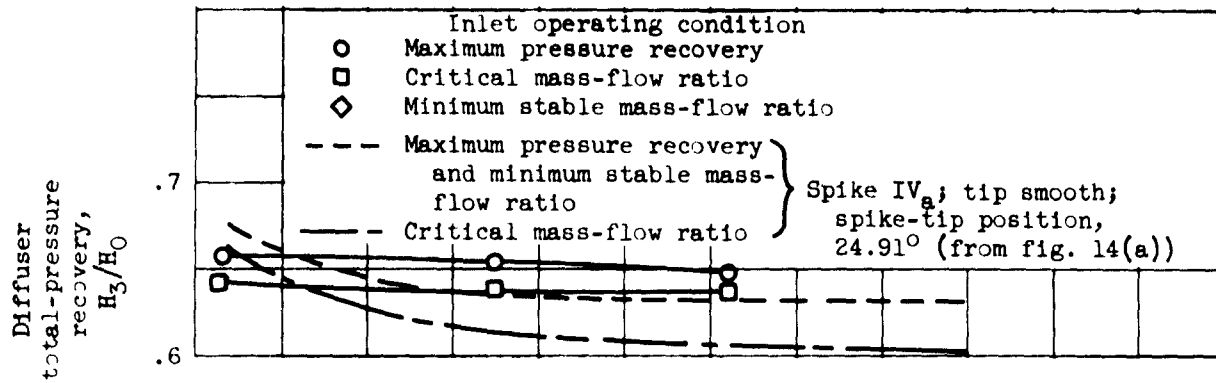 Inlet operating condition
Maximum pressure recovery
Critical mass-flow ratio
Minimum stable mass-flow ratio
Maximum pressure recovery
and minimum stable mass-
flow ratio
Critical mass-flow ratio
Spike IVa; tip smooth;
spike-tip position,
24.91° (from fig. 14(a))
.7
.6
Diffuser
total-pressure
recovery,
H3/H0